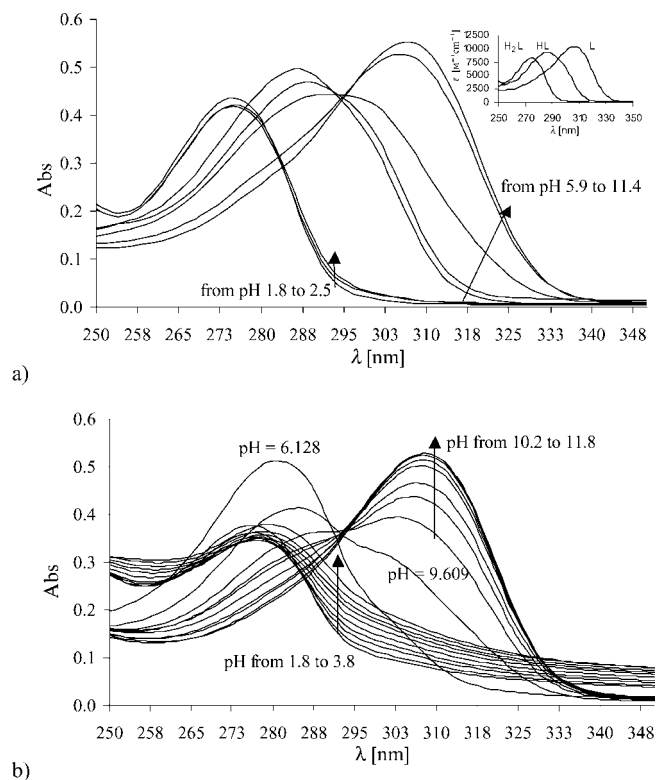 a)
Abs
0.6
0.5
0.4
0.3
0.2
0.1
0.0
250 258 265 273 280 288 295 303 310 318 325 333 340 348
λ [nm]
from pH 1.8 to 2.5
from pH 5.9 to 11.4
ε [M⁻¹cm⁻¹]
12500
10000
7500
5000
2500
0
H₂L HL L
250 270 290 310 330 350
λ [nm]
b)
Abs
0.6
0.5
0.4
0.3
0.2
0.1
0.0
250 258 265 273 280 288 295 303 310 318 325 333 340 348
λ [nm]
pH = 6.128
pH from 10.2 to 11.8
pH = 9.609
pH from 1.8 to 3.8